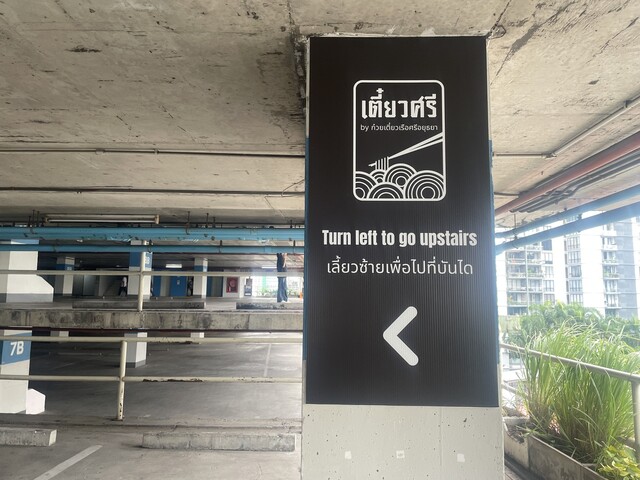 เตี๋ยวศรี
by ก๋วยเตี๋ยวเรือศรีอยุธยา
Turn left to go upstairs
เลี้ยวซ้ายเพื่อไปที่บันได
7B